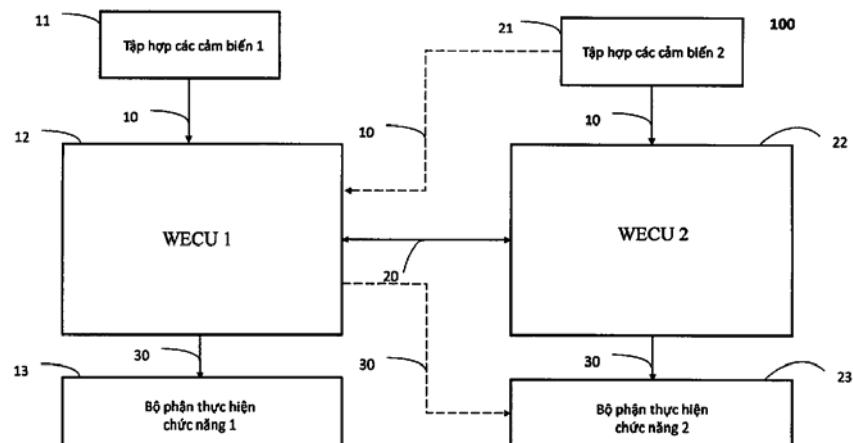 11
Tập hợp các cảm biến 1
21
Tập hợp các cảm biến 2
100
10
12
10
10
22
WECU 1
WECU 2
20
30
13
30
30
23
Bộ phận thực hiện
chức năng 1
Bộ phận thực hiện
chức năng 2